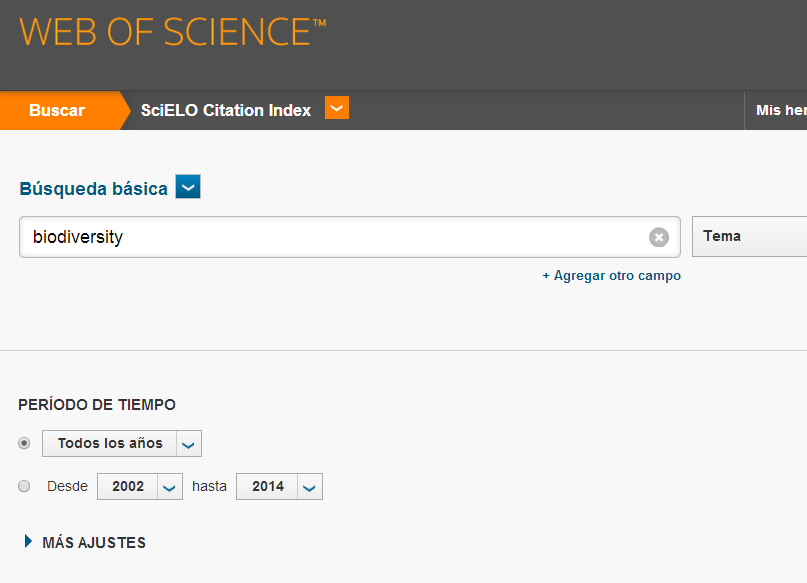 WEB OF SCIENCE™
Buscar SciELO Citation Index Mis her
Búsqueda básica
biodiversity Tema
+ Agregar otro campo
PERÍODO DE TIEMPO
Todos los años
Desde 2002 hasta 2014
MÁS AJUSTES